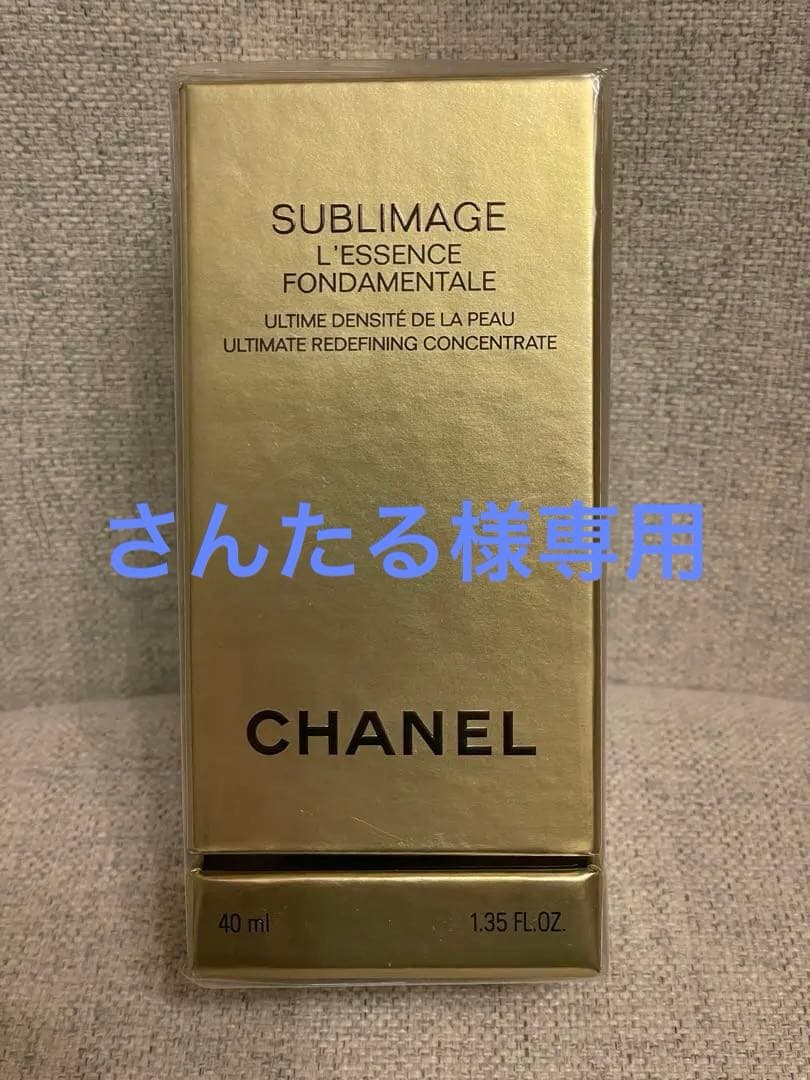 SUBLIMAGE
L'ESSENCE
FONDAMENTALE
ULTIME DENSITÉ DE LA PEAU
ULTIMATE REDEFINING CONCENTRATE
さんたる様専用
CHANEL
40 ml 1.35 FL.OZ.